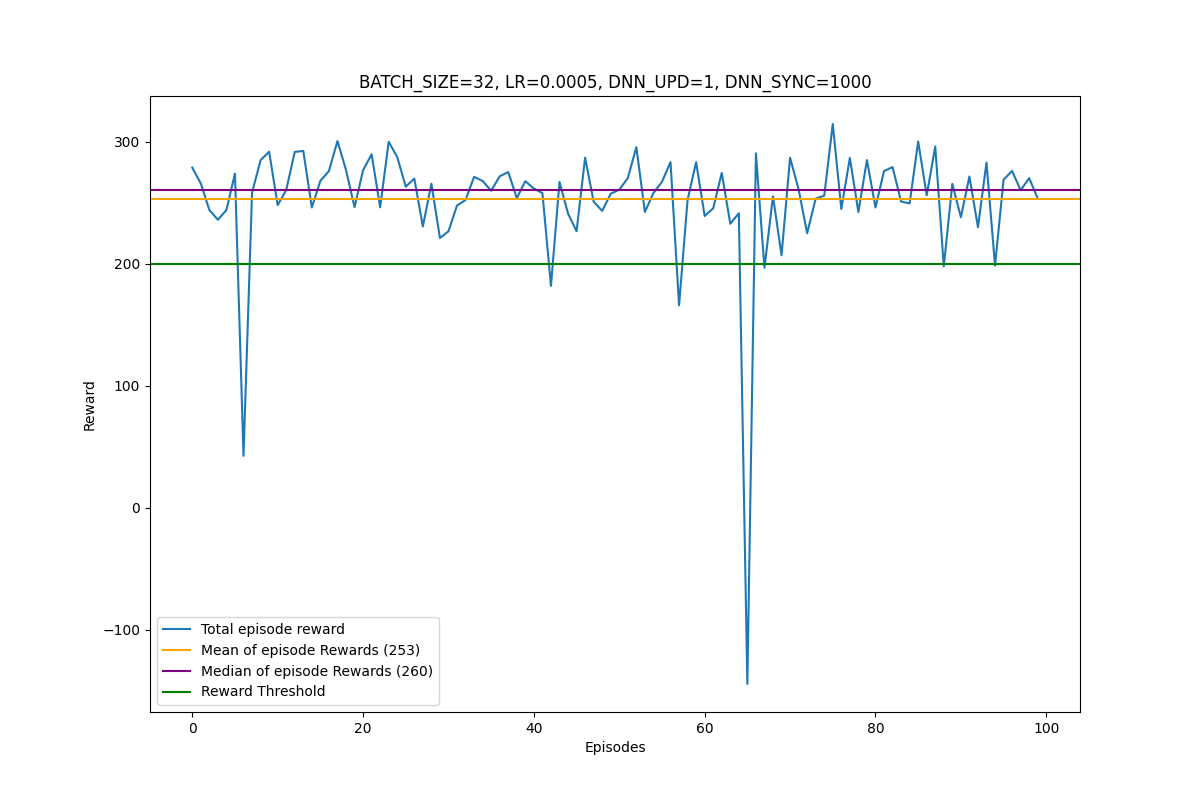 BATCH_SIZE=32, LR=0.0005, DNN_UPD=1, DNN_SYNC=1000
300
200
100
0
−100
Reward
Total episode reward
Mean of episode Rewards (253)
Median of episode Rewards (260)
Reward Threshold
0 20 40 60 80 100
Episodes